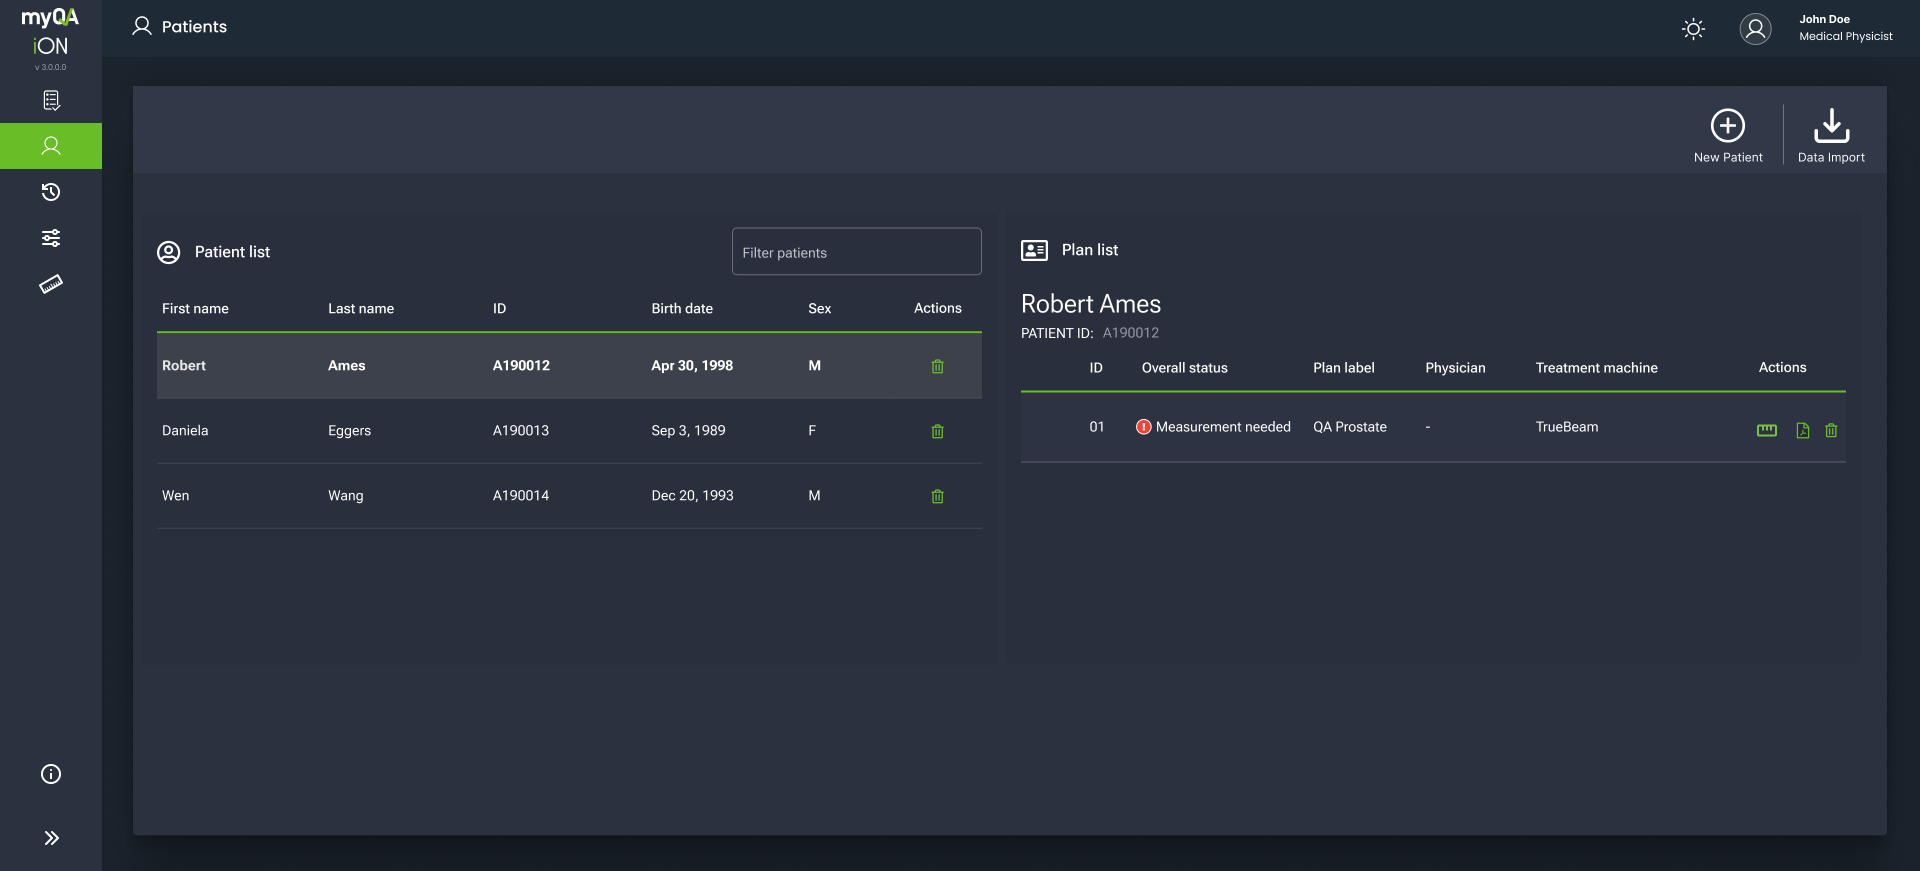 myQA
iON
v 3.0.0.0
Patients
John Doe
Medical Physicist
New Patient
Data Import
Patient list
Filter patients
First name Last name ID Birth date Sex Actions
Robert Ames A190012 Apr 30, 1998 M
Daniela Eggers A190013 Sep 3, 1989 F
Wen Wang A190014 Dec 20, 1993 M
Plan list
Robert Ames
PATIENT ID: A190012
ID Overall status Plan label Physician Treatment machine Actions
01 Measurement needed QA Prostate - TrueBeam